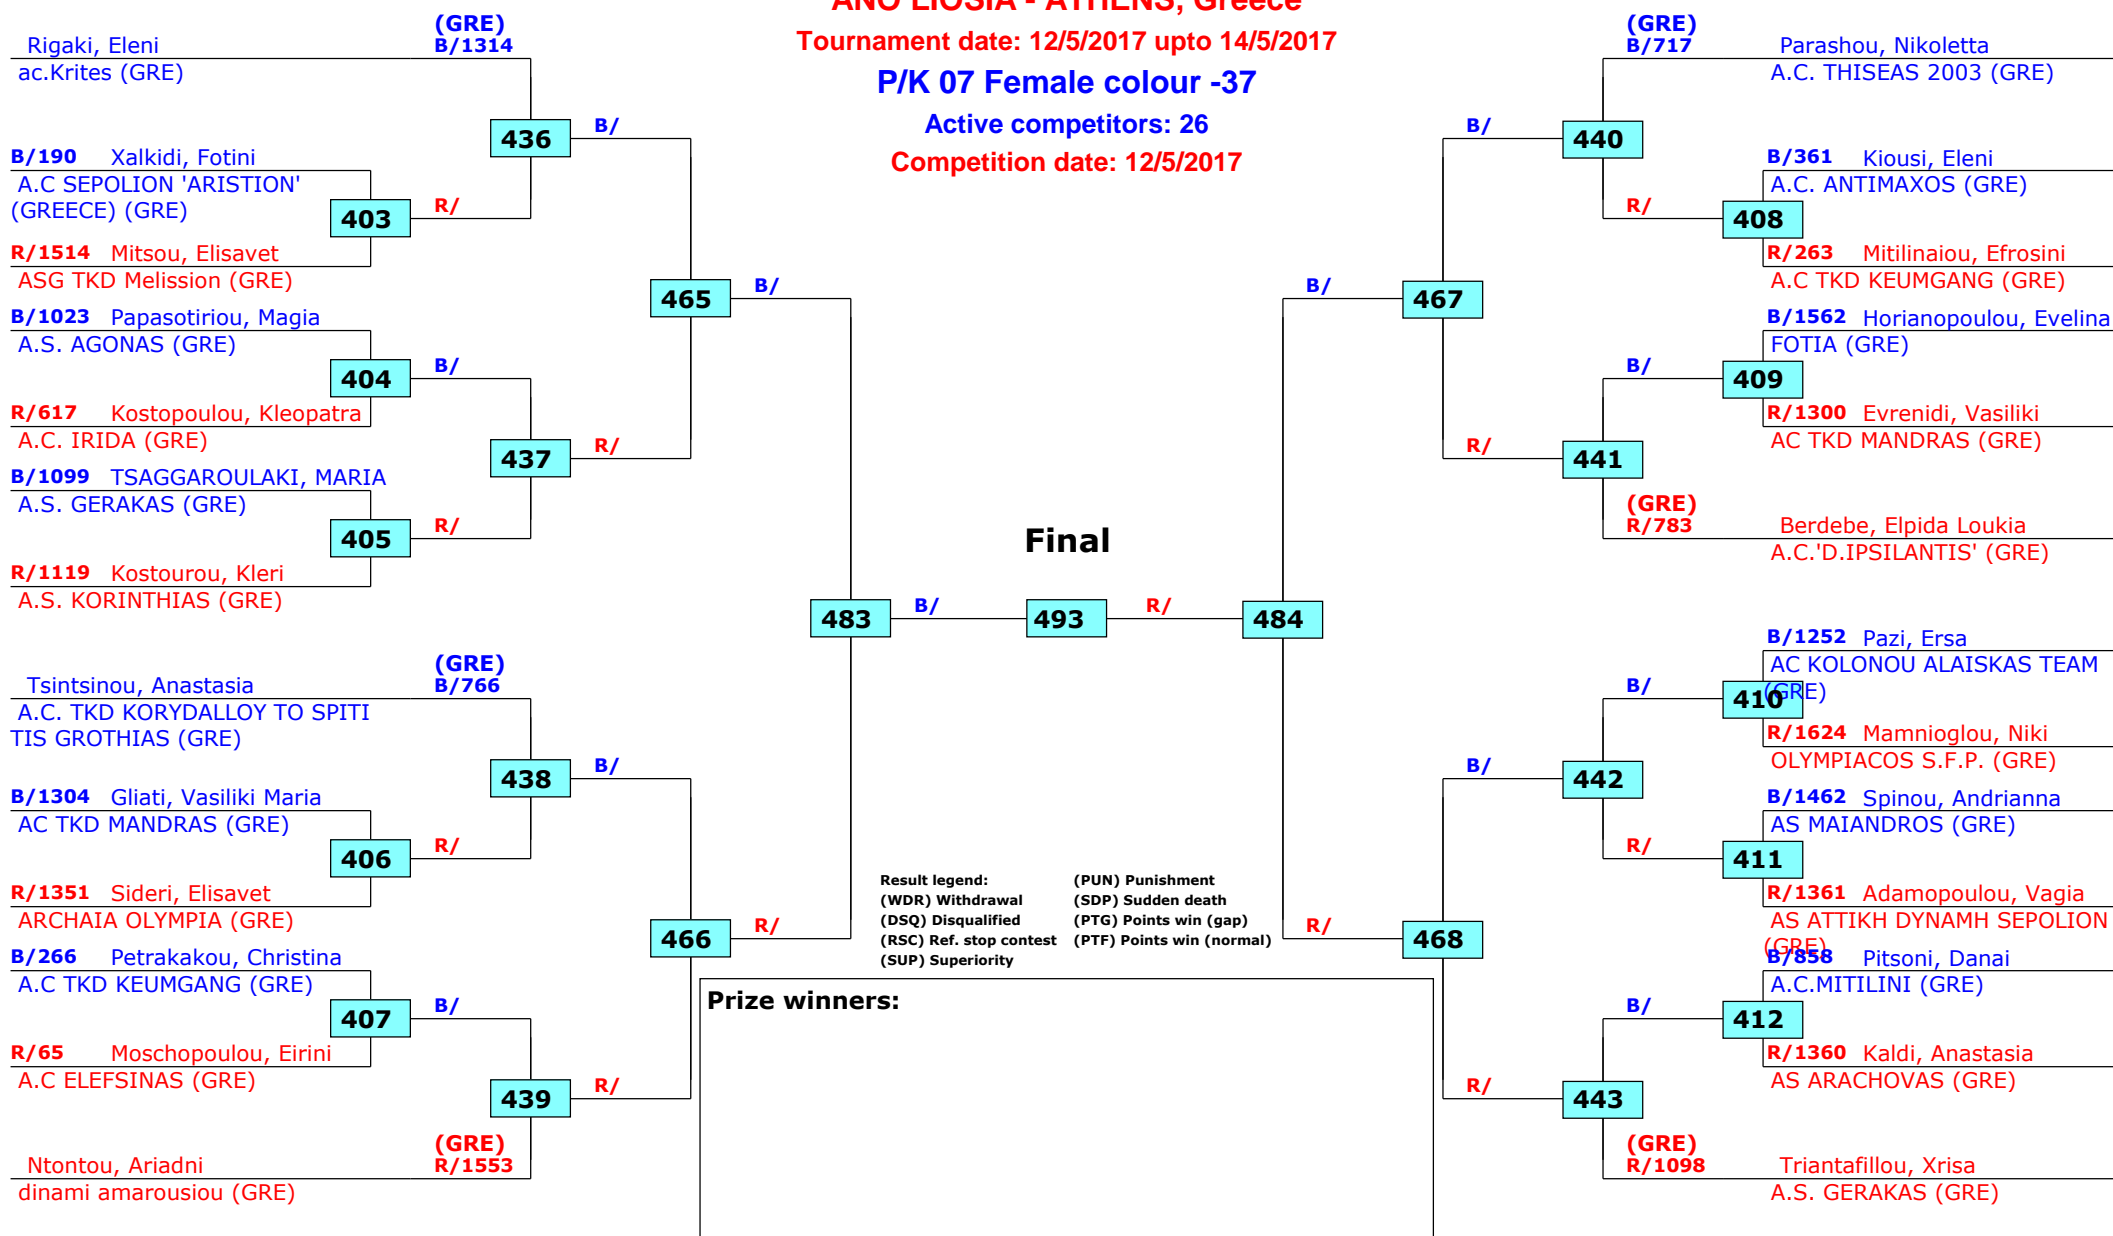 ANO LIOSIA - ATHENS, Greece
Tournament date: 12/5/2017 upto 14/5/2017
P/K 07 Female colour -37
Active competitors: 26
Competition date: 12/5/2017
(GRE)
Rigaki, Eleni B/1314
ac.Krites (GRE)
436
B/
B/190 Xalkidi, Fotini
A.C SEPOLION 'ARISTION'
(GREECE) (GRE)
403
R/
R/1514 Mitsou, Elisavet
ASG TKD Melission (GRE)
465
B/
B/1023 Papasotiriou, Magia
A.S. AGONAS (GRE)
404
B/
R/617 Kostopoulou, Kleopatra
A.C. IRIDA (GRE)
437
R/
B/1099 TSAGGAROULAKI, MARIA
A.S. GERAKAS (GRE)
405
R/
R/1119 Kostourou, Kleri
A.S. KORINTHIAS (GRE)
(GRE)
Tsintsinou, Anastasia B/766
A.C. TKD KORYDALLOY TO SPITI
TIS GROTHIAS (GRE)
438
B/
B/1304 Gliati, Vasiliki Maria
AC TKD MANDRAS (GRE)
406
R/
R/1351 Sideri, Elisavet
ARCHAIA OLYMPIA (GRE)
466
R/
B/266 Petrakakou, Christina
A.C TKD KEUMGANG (GRE)
407
B/
R/65 Moschopoulou, Eirini
A.C ELEFSINAS (GRE)
439
R/
(GRE)
Ntontou, Ariadni R/1553
dinami amarousiou (GRE)
Final
483 B/ 493 R/ 484
(GRE)
B/717 Parashou, Nikoletta
A.C. THISEAS 2003 (GRE)
B/
440
B/361 Kiousi, Eleni
A.C. ANTIMAXOS (GRE)
R/
408
R/263 Mitilinaiou, Efrosini
A.C TKD KEUMGANG (GRE)
B/
467
B/1562 Horianopoulou, Evelina
FOTIA (GRE)
B/
409
R/1300 Evrenidi, Vasiliki
AC TKD MANDRAS (GRE)
R/
441
(GRE)
R/783 Berdebe, Elpida Loukia
A.C.'D.IPSILANTIS' (GRE)
B/1252 Pazi, Ersa
AC KOLONOU ALAISKAS TEAM
(GRE)
B/
410
R/1624 Mamnioglou, Niki
OLYMPIACOS S.F.P. (GRE)
B/
442
B/1462 Spinou, Andrianna
AS MAIANDROS (GRE)
R/
411
R/1361 Adamopoulou, Vagia
AS ATTIKH DYNAMH SEPOLION
(GRE)
R/
468
B/858 Pitsoni, Danai
A.C.MITILINI (GRE)
B/
412
R/1360 Kaldi, Anastasia
AS ARACHOVAS (GRE)
R/
443
(GRE)
R/1098 Triantafillou, Xrisa
A.S. GERAKAS (GRE)
Result legend: (PUN) Punishment
(WDR) Withdrawal (SDP) Sudden death
(DSQ) Disqualified (PTG) Points win (gap)
(RSC) Ref. stop contest (PTF) Points win (normal)
(SUP) Superiority
Prize winners: